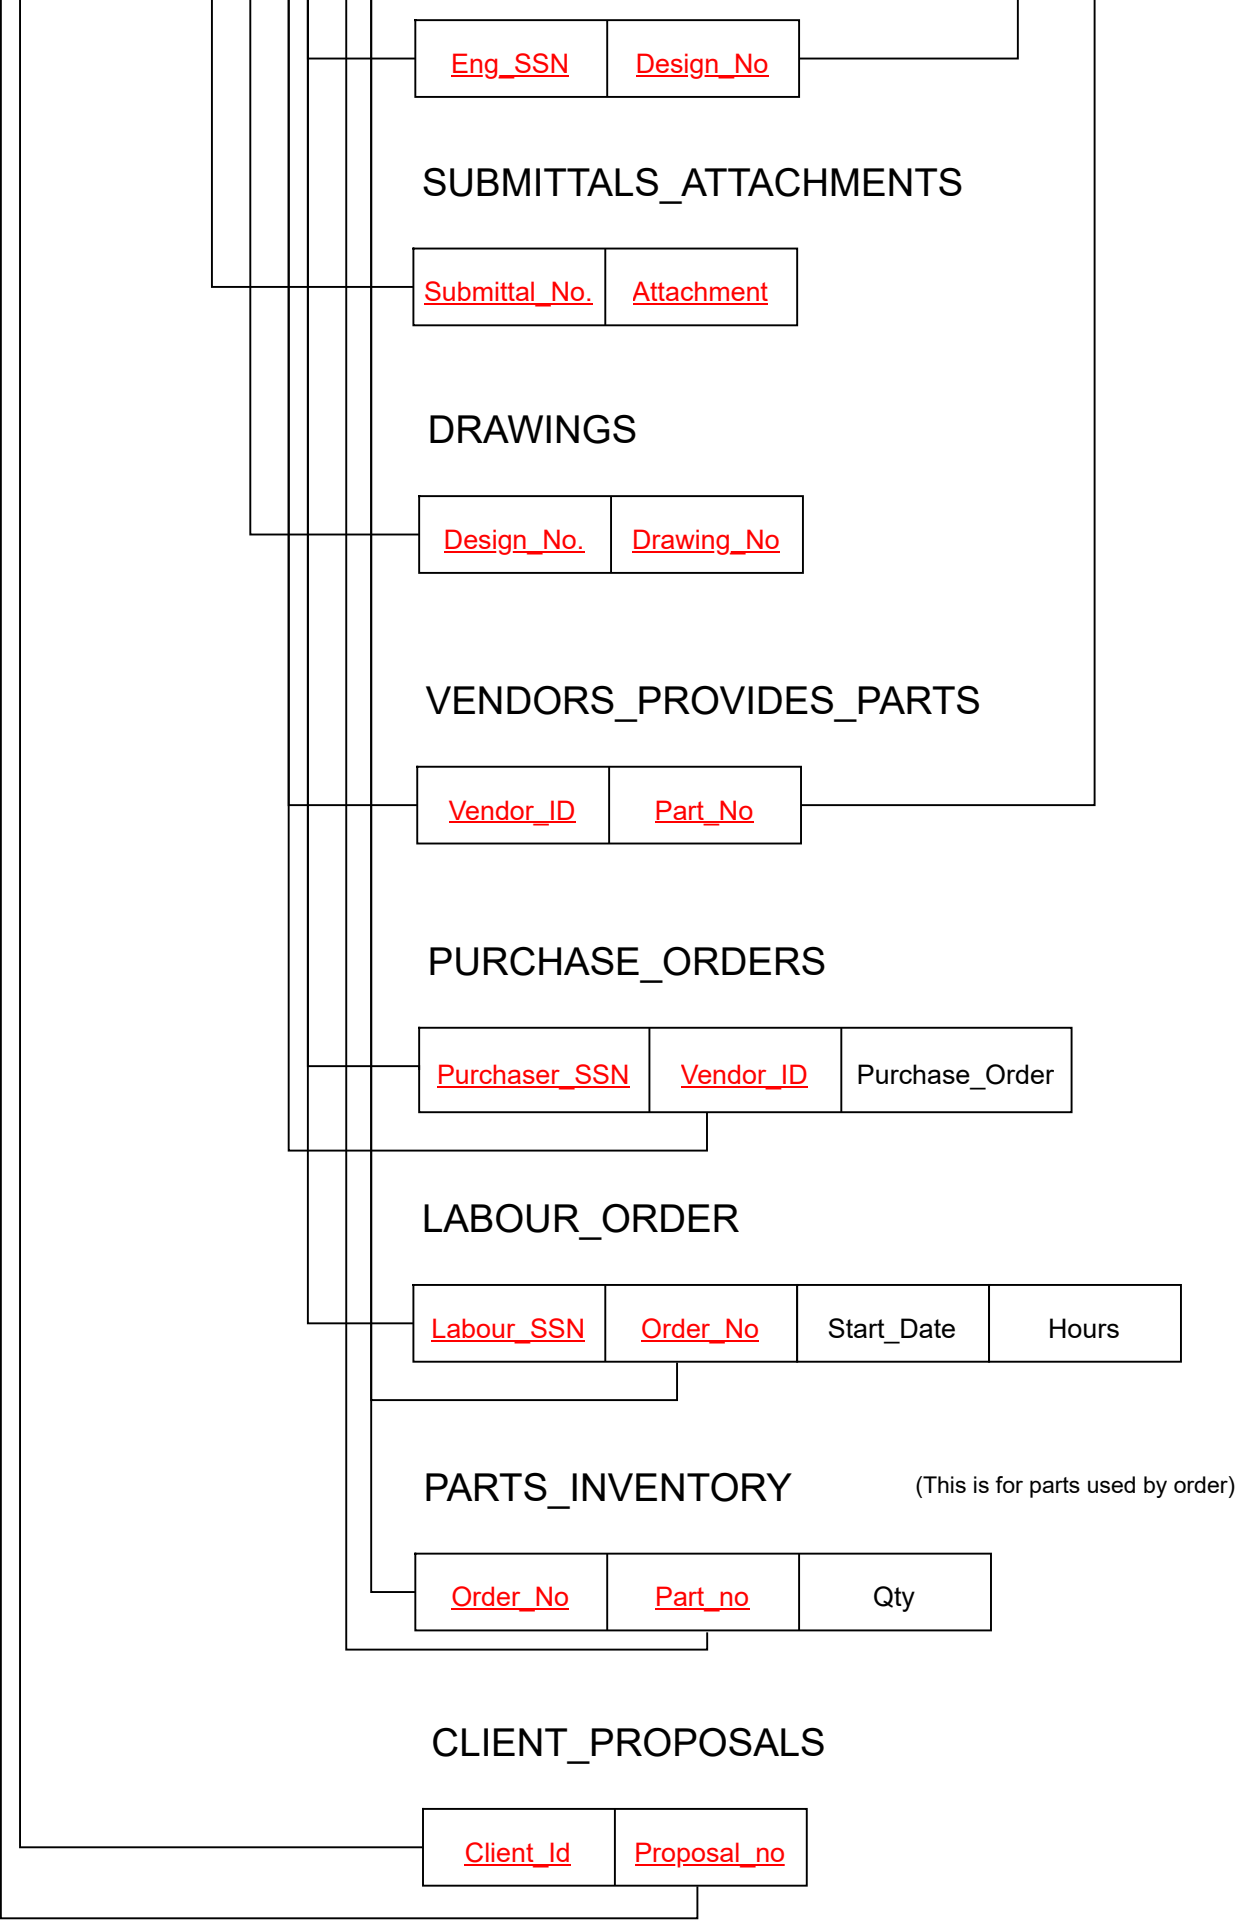 Eng_SSN Design_No
SUBMITTALS_ATTACHMENTS
Submittal_No. Attachment
DRAWINGS
Design_No. Drawing_No
VENDORS_PROVIDES_PARTS
Vendor_ID Part_No
PURCHASE_ORDERS
Purchaser_SSN Vendor_ID Purchase_Order
LABOUR_ORDER
Labour_SSN Order_No Start_Date Hours
PARTS_INVENTORY (This is for parts used by order)
Order_No Part_no Qty
CLIENT_PROPOSALS
Client_Id Proposal_no